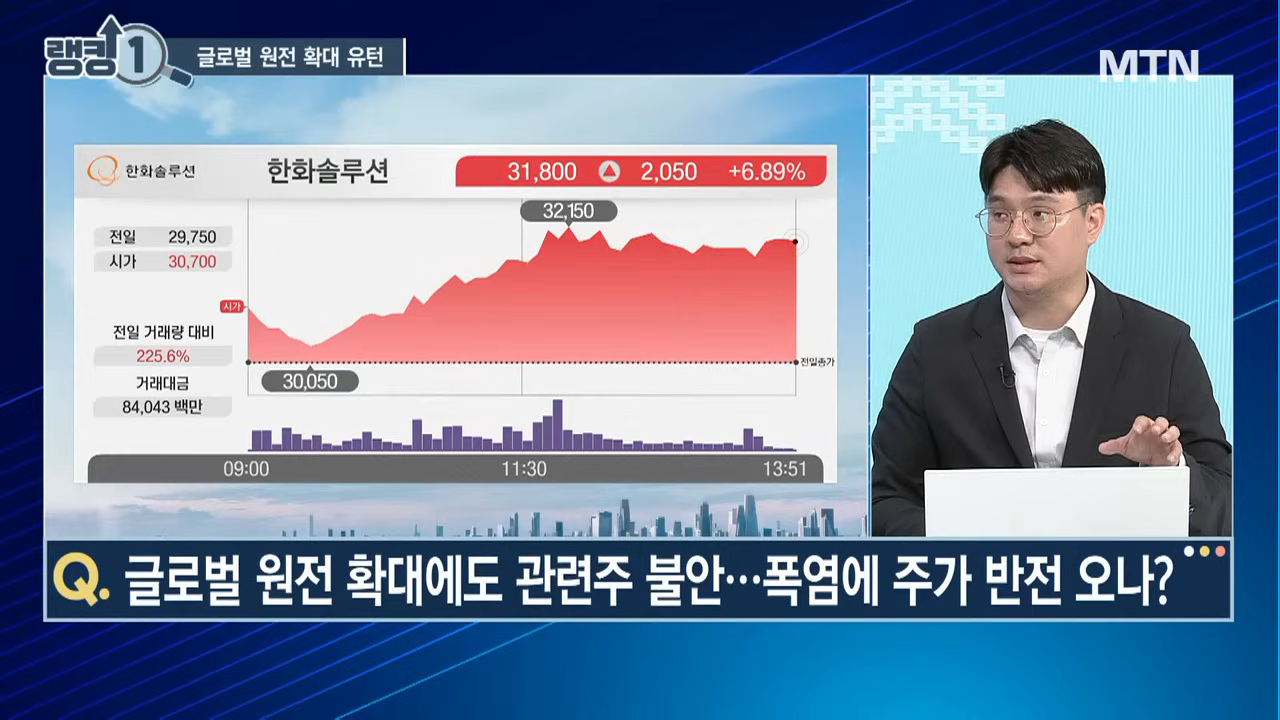 랭킹1
글로벌 원전 확대 유턴
MTN
한화솔루션
한화솔루션
31,800 ▲ 2,050 +6.89%
32,150
전일 29,750
시가 30,700
시가
전일 거래량 대비
225.6%
전일종가
30,050
거래대금
84,043 백만
09:00 11:30 13:51
Q. 글로벌 원전 확대에도 관련주 불안…폭염에 주가 반전 오나?